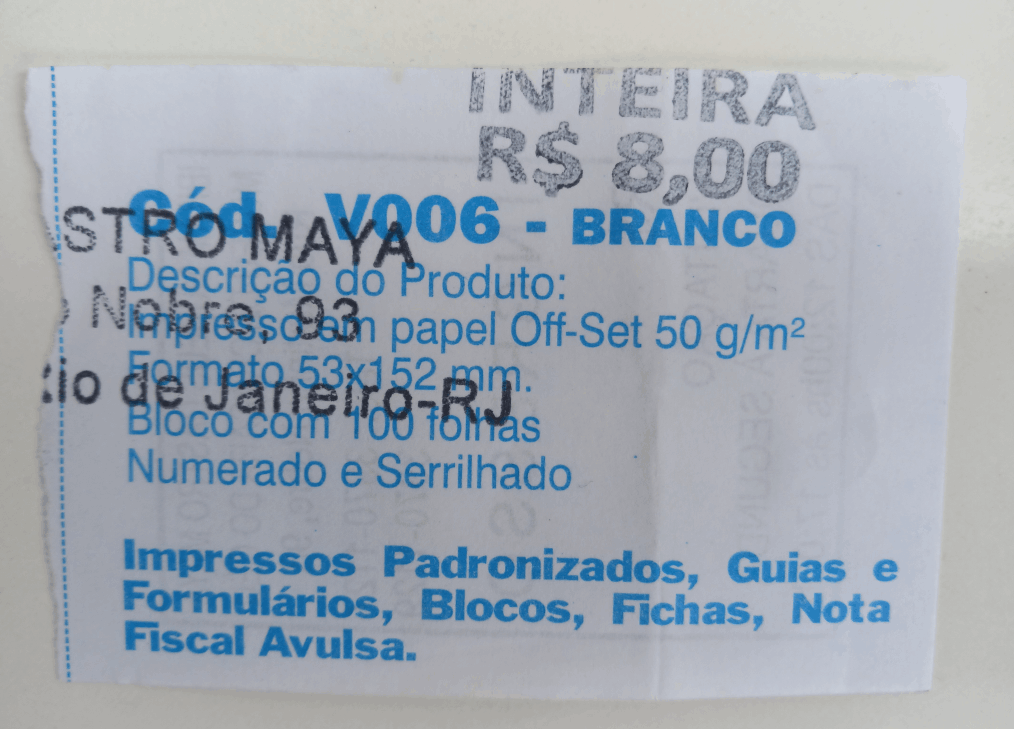 INTEIRA
R$ 8,00
Cód. V006 - BRANCO
STRO MAYA
Descrição do Produto:
Nobre, 93
Impresso em papel Off-Set 50 g/m²
Formato 53x152 mm.
io de Janeiro-RJ
Bloco com 100 folhas
Numerado e Serrilhado
Impressos Padronizados, Guias e
Formulários, Blocos, Fichas, Nota
Fiscal Avulsa.